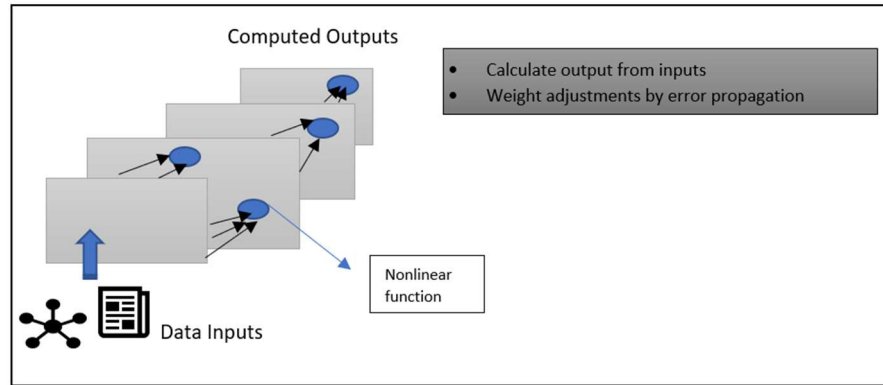 Computed Outputs
• Calculate output from inputs
• Weight adjustments by error propagation
Nonlinear
function
Data Inputs